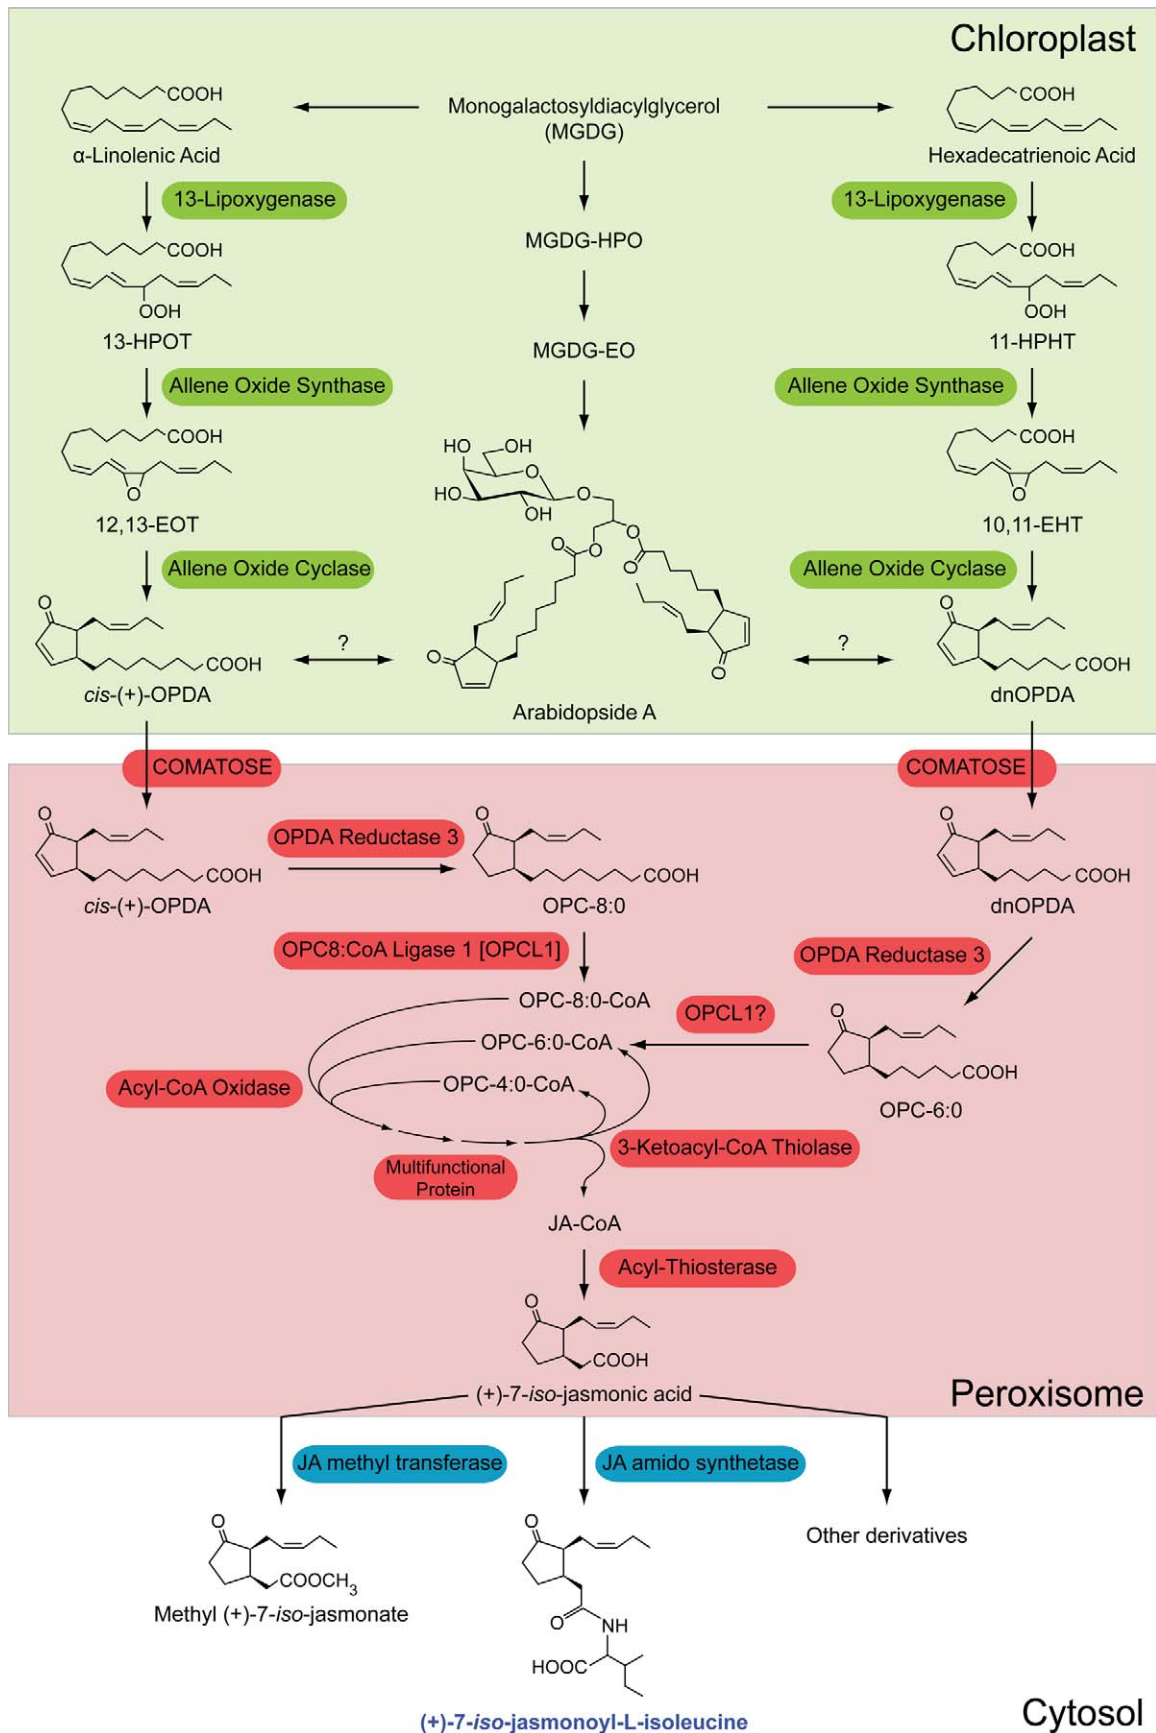 Chloroplast
COOH
α-Linolenic Acid
Monogalactosyldiacylglycerol
(MGDG)
COOH
Hexadecatrienoic Acid
13-Lipoxygenase
13-Lipoxygenase
MGDG-HPO
COOH
OOH
13-HPOT
COOH
OOH
11-HPHT
MGDG-EO
Allene Oxide Synthase
Allene Oxide Synthase
COOH
O
12,13-EOT
HO
OH
HO
HO
OH
O
O
O
O
O
O
O
O
COOH
O
10,11-EHT
Allene Oxide Cyclase
Allene Oxide Cyclase
O
COOH
cis-(+)-OPDA
?
Arabidopside A
?
O
COOH
dnOPDA
COMATOSE
COMATOSE
O
COOH
cis-(+)-OPDA
OPDA Reductase 3
O
COOH
OPC-8:0
O
COOH
dnOPDA
OPC8:CoA Ligase 1 [OPCL1]
OPDA Reductase 3
OPC-8:0-CoA
OPCL1?
OPC-6:0-CoA
O
COOH
OPC-6:0
Acyl-CoA Oxidase
OPC-4:0-CoA
3-Ketoacyl-CoA Thiolase
Multifunctional
Protein
JA-CoA
Acyl-Thiosterase
O
COOH
(+)-7-iso-jasmonic acid
Peroxisome
JA methyl transferase
JA amido synthetase
O
COOCH3
Methyl (+)-7-iso-jasmonate
O
O
NH
HOOC
(+)-7-iso-jasmonoyl-L-isoleucine
Other derivatives
Cytosol